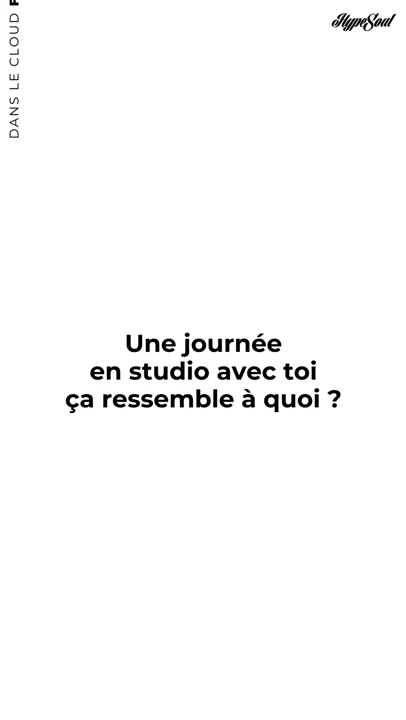 DANS LE CLOUD
HypeSoul
Une journée
en studio avec toi
ça ressemble à quoi ?